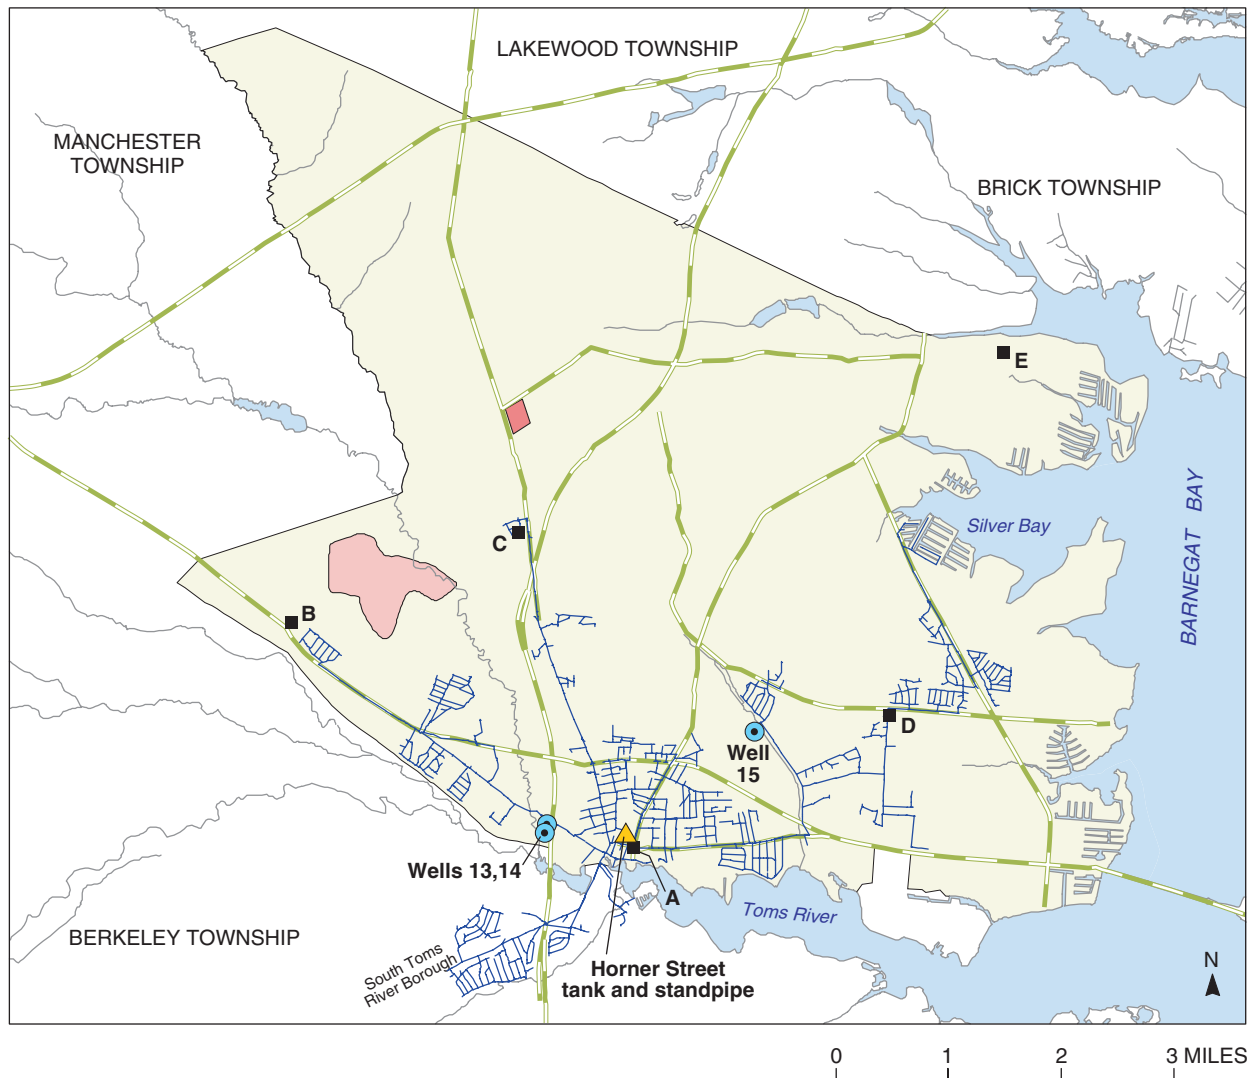 LAKEWOOD TOWNSHIP
MANCHESTER
TOWNSHIP
BRICK TOWNSHIP
E
BARNEGAT BAY
Silver Bay
C
B
D
Well
15
Wells 13,14
A
Toms River
BERKELEY TOWNSHIP
South Toms
River Borough
Horner Street
tank and standpipe
N
0 1 2 3 MILES